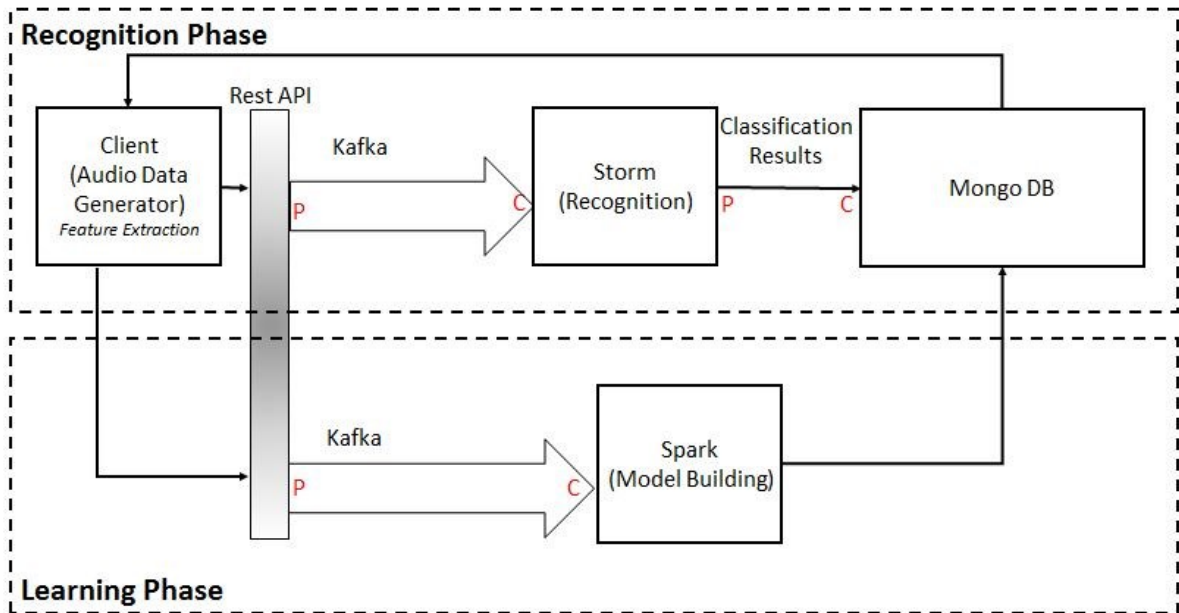 Recognition Phase
Rest API
Client
(Audio Data
Generator)
Feature Extraction
Kafka
P
C
Storm
(Recognition)
Classification
Results
P
C
Mongo DB
Kafka
P
C
Spark
(Model Building)
Learning Phase